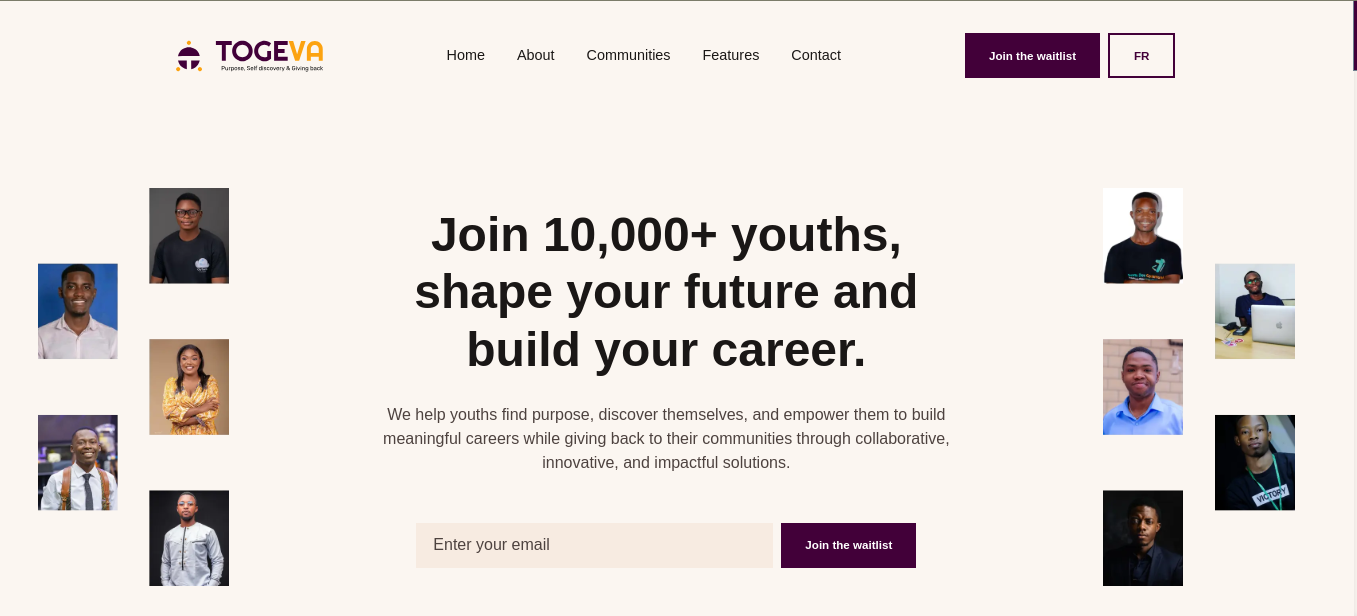 TOGEVA
Purpose, Self discovery & Giving back
Home
About
Communities
Features
Contact
Join the waitlist
FR
Join 10,000+ youths,
shape your future and
build your career.
We help youths find purpose, discover themselves, and empower them to build
meaningful careers while giving back to their communities through collaborative,
innovative, and impactful solutions.
Enter your email
Join the waitlist
VICTORY